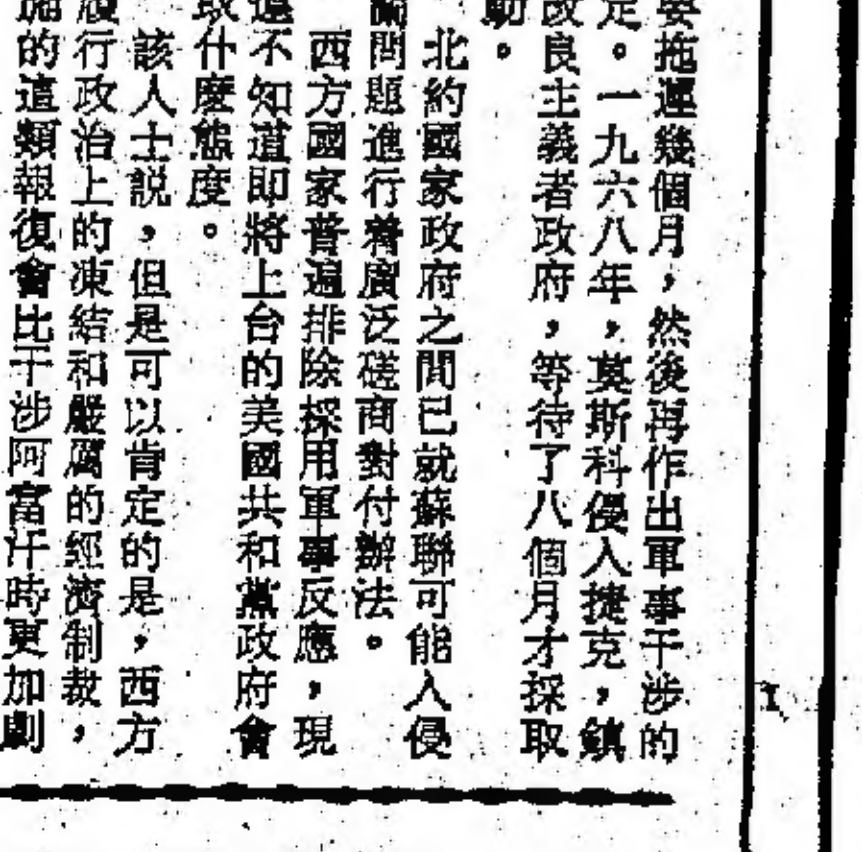 要拖遲幾個月，然後再作出軍事干涉的
定。一九六八年，莫斯科侵入捷克，鎮
改良主義者政府，等待了八個月才採取
動。
北約國家政府之間已就蘇聯可能入侵
問題進行着廣泛磋商對付辦法。
西方國家普遍排除採用軍事反應，現
還不知道即將上台的美國共和黨政府會
取什麼態度。
該人士說，但是可以肯定的是，西方
履行政治上的凍結和嚴厲的經濟制裁，
施的這類報復會比干涉阿富汗時更加劇